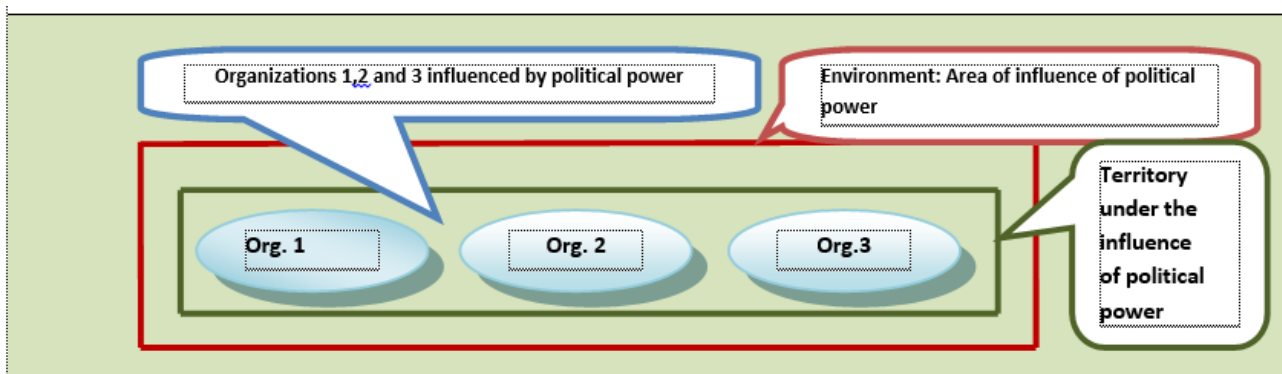 Organizations 1,2 and 3 influenced by political power
Environment: Area of influence of political
power
Territory
under the
influence
of political
power
Org. 1
Org. 2
Org.3